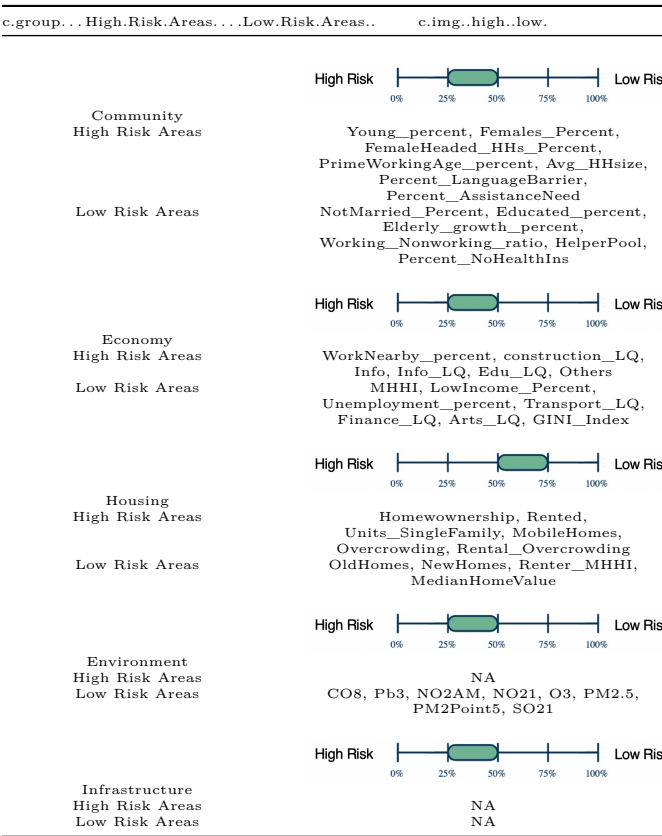 c.group...High.Risk.Areas....Low.Risk.Areas.. c.img..high..low.
High Risk Low Ris
0% 25% 50% 75% 100%
Community
High Risk Areas Young_percent, Females_Percent,
FemaleHeaded_HHs_Percent,
PrimeWorkingAge_percent, Avg_HHsize,
Percent_LanguageBarrier,
Percent_AssistanceNeed
Low Risk Areas NotMarried_Percent, Educated_percent,
Elderly_growth_percent,
Working_Nonworking_ratio, HelperPool,
Percent_NoHealthIns
High Risk Low Ris
0% 25% 50% 75% 100%
Economy
High Risk Areas WorkNearby_percent, construction_LQ,
Info, Info_LQ, Edu_LQ, Others
Low Risk Areas MHHI, LowIncome_Percent,
Unemployment_percent, Transport_LQ,
Finance_LQ, Arts_LQ, GINI_Index
High Risk Low Ris
0% 25% 50% 75% 100%
Housing
High Risk Areas Homewownership, Rented,
Units_SingleFamily, MobileHomes,
Overcrowding, Rental_Overcrowding
Low Risk Areas OldHomes, NewHomes, Renter_MHHI,
MedianHomeValue
High Risk Low Ris
0% 25% 50% 75% 100%
Environment
High Risk Areas NA
Low Risk Areas CO8, Pb3, NO2AM, NO21, O3, PM2.5,
PM2Point5, SO21
High Risk Low Ris
0% 25% 50% 75% 100%
Infrastructure
High Risk Areas NA
Low Risk Areas NA